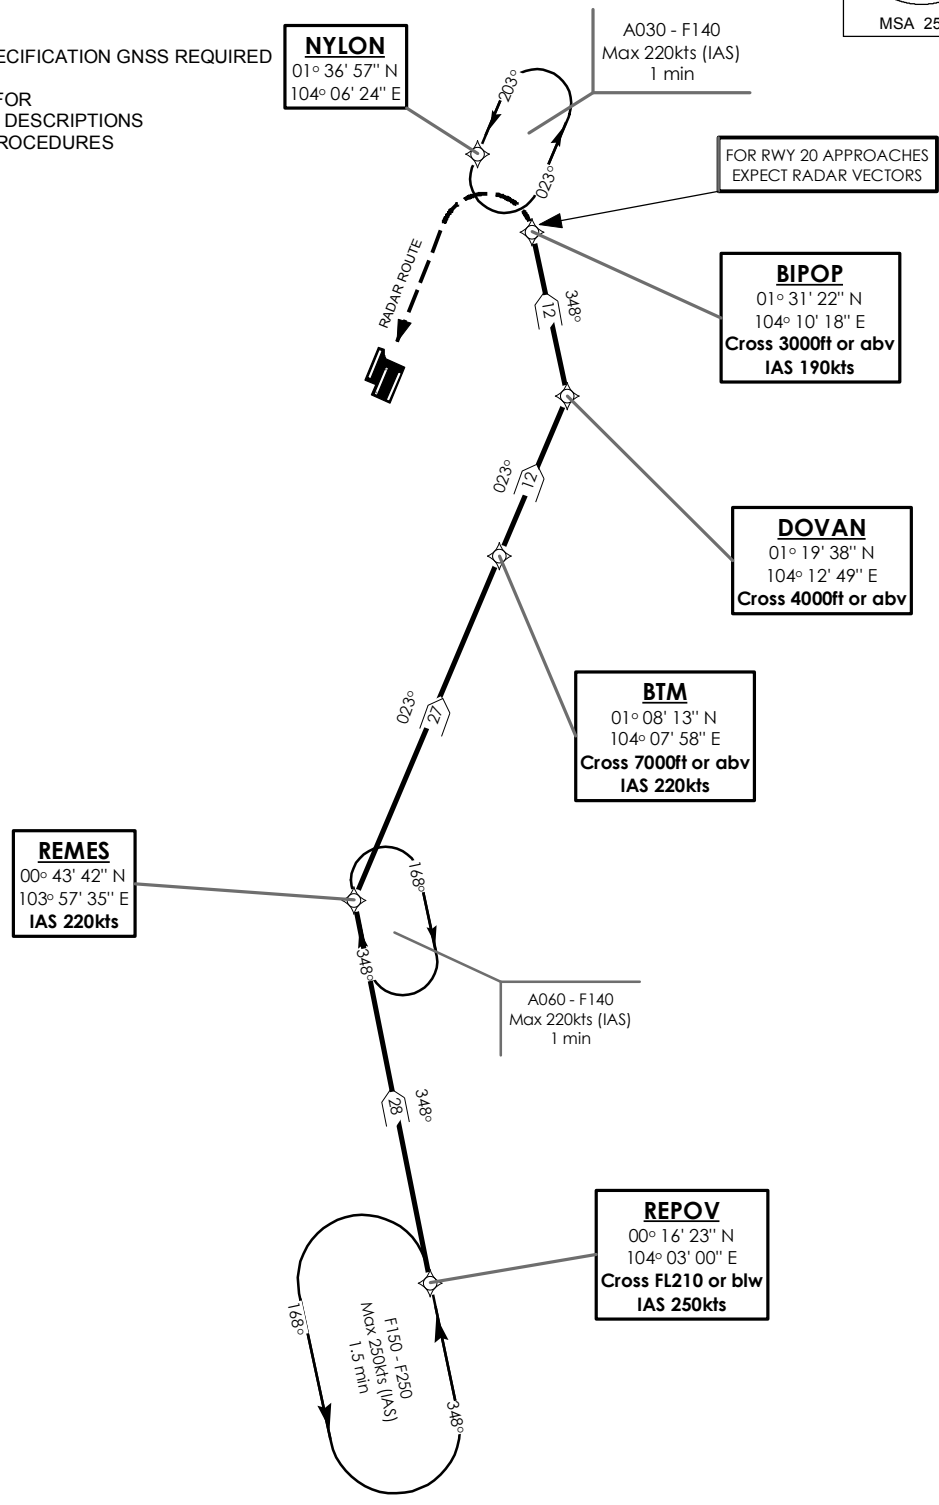 ECIFICATION GNSS REQUIRED
FOR
DESCRIPTIONS
ROCEDURES
NYLON
01° 36' 57" N
104° 06' 24" E
A030 - F140
Max 220kts (IAS)
1 min
MSA 25
203°
023°
FOR RWY 20 APPROACHES
EXPECT RADAR VECTORS
RADAR ROUTE
BIPOP
01° 31' 22" N
104° 10' 18" E
Cross 3000ft or abv
IAS 190kts
348°
12
023°
12
DOVAN
01° 19' 38" N
104° 12' 49" E
Cross 4000ft or abv
BTM
01° 08' 13" N
104° 07' 58" E
Cross 7000ft or abv
IAS 220kts
023°
27
REMES
00° 43' 42" N
103° 57' 35" E
IAS 220kts
168°
348°
A060 - F140
Max 220kts (IAS)
1 min
348°
28
REPOV
00° 16' 23" N
104° 03' 00" E
Cross FL210 or blw
IAS 250kts
168°
F150 - F250
Max 250kts (IAS)
1.5 min
348°